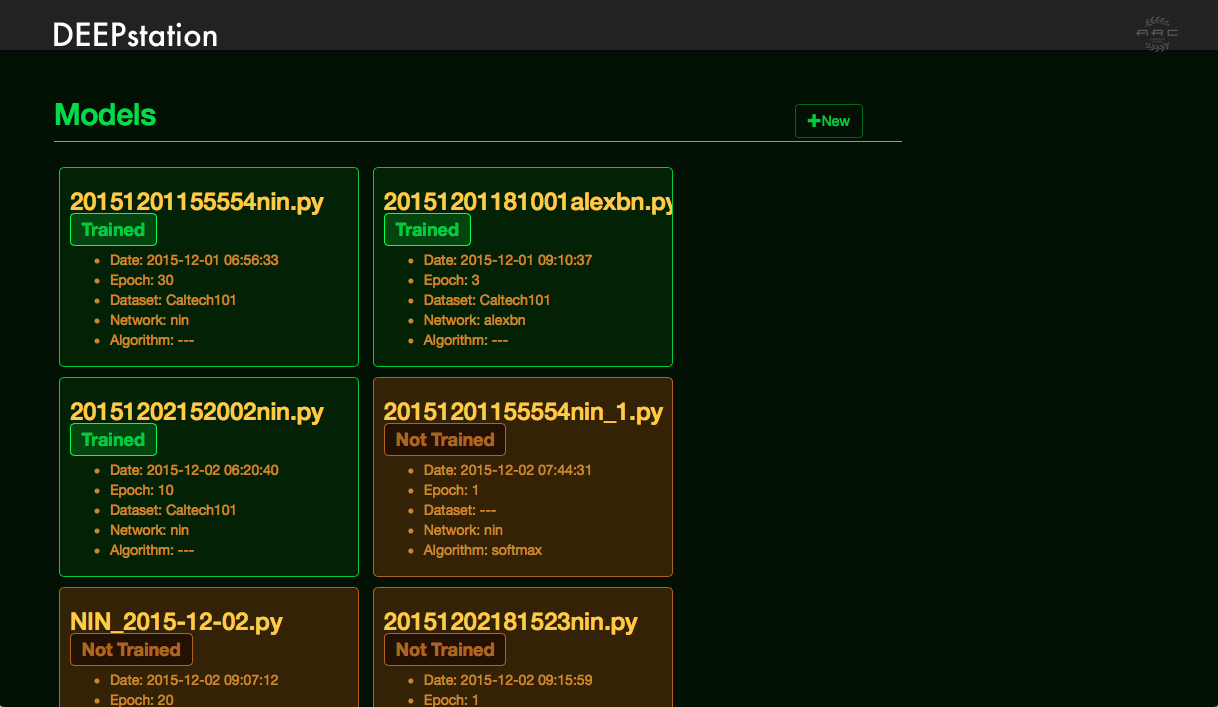 DEEPstation
ARC
Models
New
20151201155554nin.py
Trained
Date: 2015-12-01 06:56:33
Epoch: 30
Dataset: Caltech101
Network: nin
Algorithm: ---
20151201181001alexbn.py
Trained
Date: 2015-12-01 09:10:37
Epoch: 3
Dataset: Caltech101
Network: alexbn
Algorithm: ---
20151202152002nin.py
Trained
Date: 2015-12-02 06:20:40
Epoch: 10
Dataset: Caltech101
Network: nin
Algorithm: ---
20151201155554nin_1.py
Not Trained
Date: 2015-12-02 07:44:31
Epoch: 1
Dataset: ---
Network: nin
Algorithm: softmax
NIN_2015-12-02.py
Not Trained
Date: 2015-12-02 09:07:12
Epoch: 20
20151202181523nin.py
Not Trained
Date: 2015-12-02 09:15:59
Epoch: 1